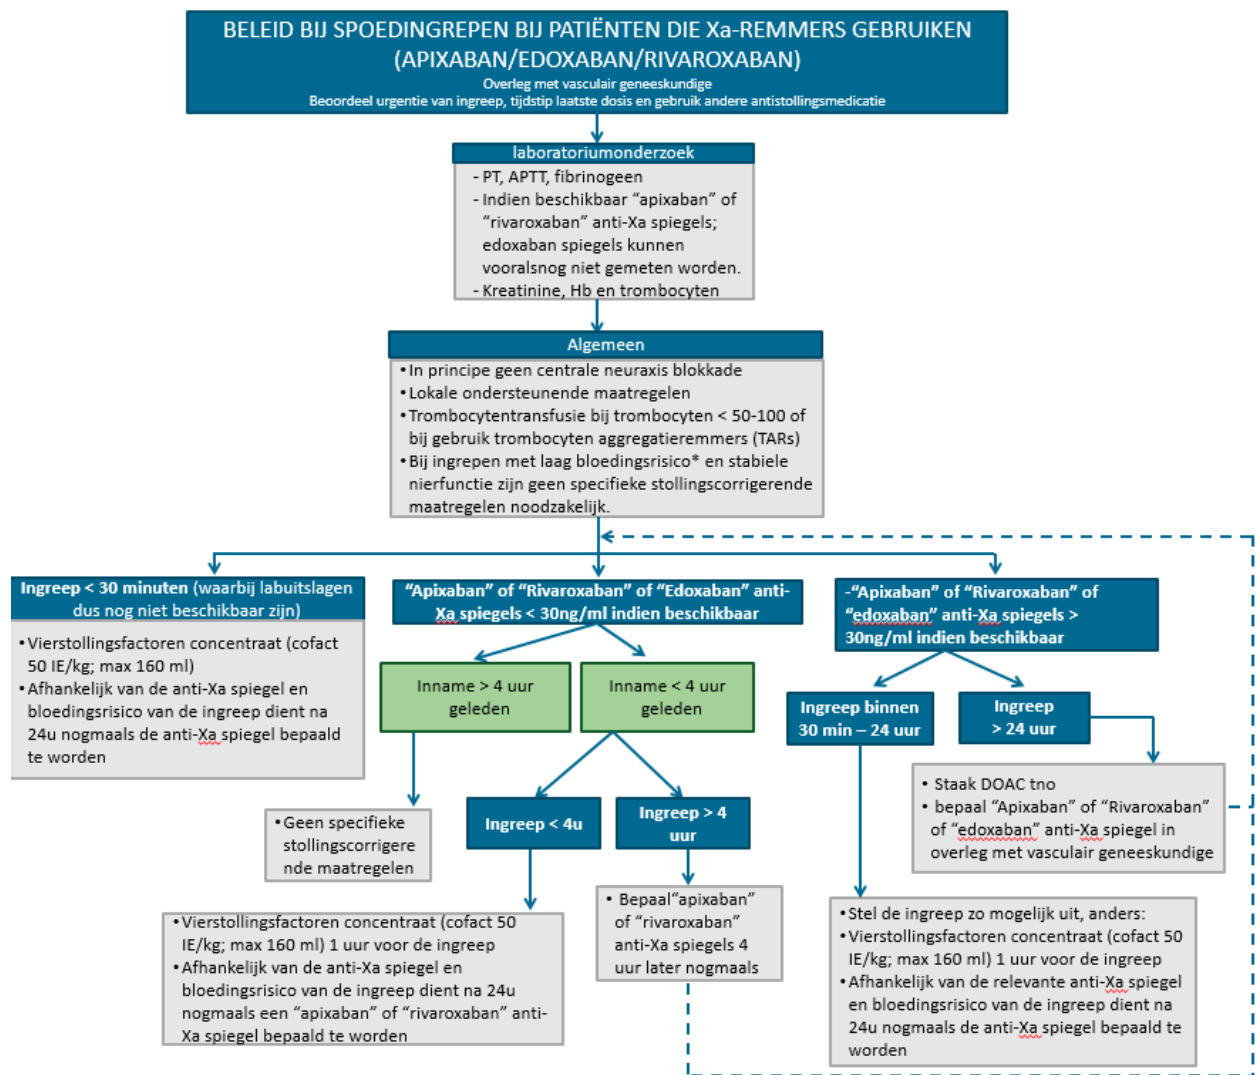 BELEID BIJ SPOEDINGREPEN BIJ PATIËNTEN DIE Xa-REMMERS GEBRUIKEN
(APIXABAN/EDOXABAN/RIVAROXABAN)
Overleg met vasculair geneeskundige
Beoordeel urgentie van ingreep, tijdstip laatste dosis en gebruik andere antistollingsmedicatie
laboratoriumonderzoek
- PT, APTT, fibrinogeen
- Indien beschikbaar “apixaban” of
“rivaroxaban” anti-Xa spiegels;
edoxaban spiegels kunnen
vooralsnog niet gemeten worden.
- Kreatinine, Hb en trombocyten
Algemeen
• In principe geen centrale neuraxis blokkade
• Lokale ondersteunende maatregelen
• Trombocytentransfusie bij trombocyten < 50-100 of
bij gebruik trombocyten aggregatieremmers (TARs)
• Bij ingrepen met laag bloedingsrisico* en stabiele
nierfunctie zijn geen specifieke stollingscorrigerende
maatregelen noodzakelijk.
Ingreep < 30 minuten (waarbij labuitslagen
dus nog niet beschikbaar zijn)
• Vierstollingsfactoren concentraat (cofact
50 IE/kg; max 160 ml)
• Afhankelijk van de anti-Xa spiegel en
bloedingsrisico van de ingreep dient na
24u nogmaals de anti-Xa spiegel bepaald
te worden
“Apixaban” of “Rivaroxaban” of “Edoxaban” anti-
Xa spiegels < 30ng/ml indien beschikbaar
Inname > 4 uur
geleden
Inname < 4 uur
geleden
• Geen specifieke
stollingscorrigere
nde maatregelen
Ingreep < 4u
Ingreep > 4
uur
• Vierstollingsfactoren concentraat (cofact 50
IE/kg; max 160 ml) 1 uur voor de ingreep
• Afhankelijk van de anti-Xa spiegel en
bloedingsrisico van de ingreep dient na 24u
nogmaals een “apixaban” of “rivaroxaban” anti-
Xa spiegel bepaald te worden
• Bepaal“apixaban”
of “rivaroxaban”
anti-Xa spiegels 4
uur later nogmaals
-“Apixaban” of “Rivaroxaban” of
“edoxaban” anti-Xa spiegels >
30ng/ml indien beschikbaar
Ingreep binnen
30 min – 24 uur
Ingreep
> 24 uur
• Staak DOAC tno
• bepaal “Apixaban” of “Rivaroxaban”
of “edoxaban” anti-Xa spiegel in
overleg met vasculair geneeskundige
• Stel de ingreep zo mogelijk uit, anders:
• Vierstollingsfactoren concentraat (cofact 50
IE/kg; max 160 ml) 1 uur voor de ingreep
• Afhankelijk van de relevante anti-Xa spiegel
en bloedingsrisico van de ingreep dient na
24u nogmaals de anti-Xa spiegel bepaald te
worden